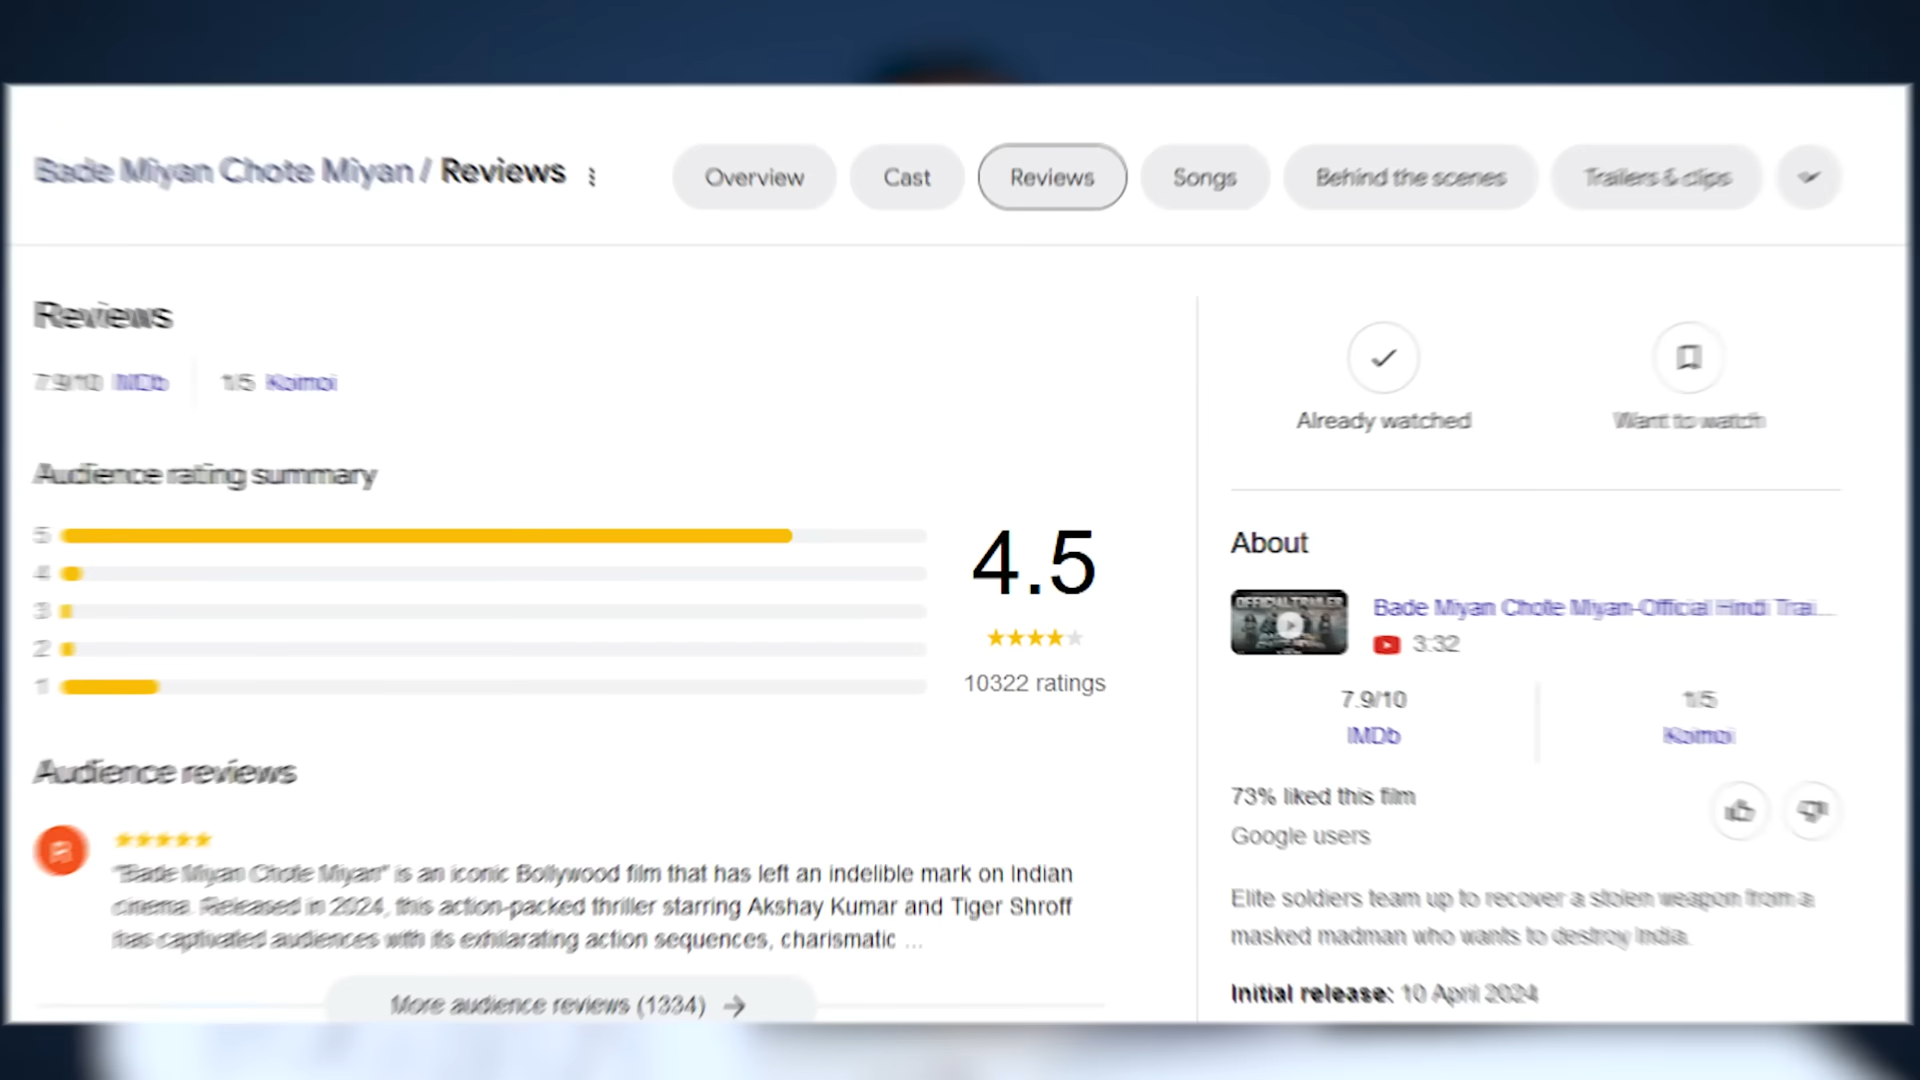 Bade Miyan Chote Miyan / Reviews
Overview
Cast
Reviews
Songs
Behind the scenes
Trailers & clips
Reviews
7.9/10 IMDb
1/5 Koimoi
Audience rating summary
5
4
3
2
1
4.5
10322 ratings
Audience reviews
R
"Bade Miyan Chote Miyan" is an iconic Bollywood film that has left an indelible mark on Indian
cinema. Released in 2024, this action-packed thriller starring Akshay Kumar and Tiger Shroff
has captivated audiences with its exhilarating action sequences, charismatic ...
More audience reviews (1334)
Already watched
Want to watch
About
OFFICIAL TRAILER
Bade Miyan Chote Miyan-Official Hindi Trai...
3:32
7.9/10
IMDb
1/5
Koimoi
73% liked this film
Google users
Elite soldiers team up to recover a stolen weapon from a
masked madman who wants to destroy India.
Initial release: 10 April 2024